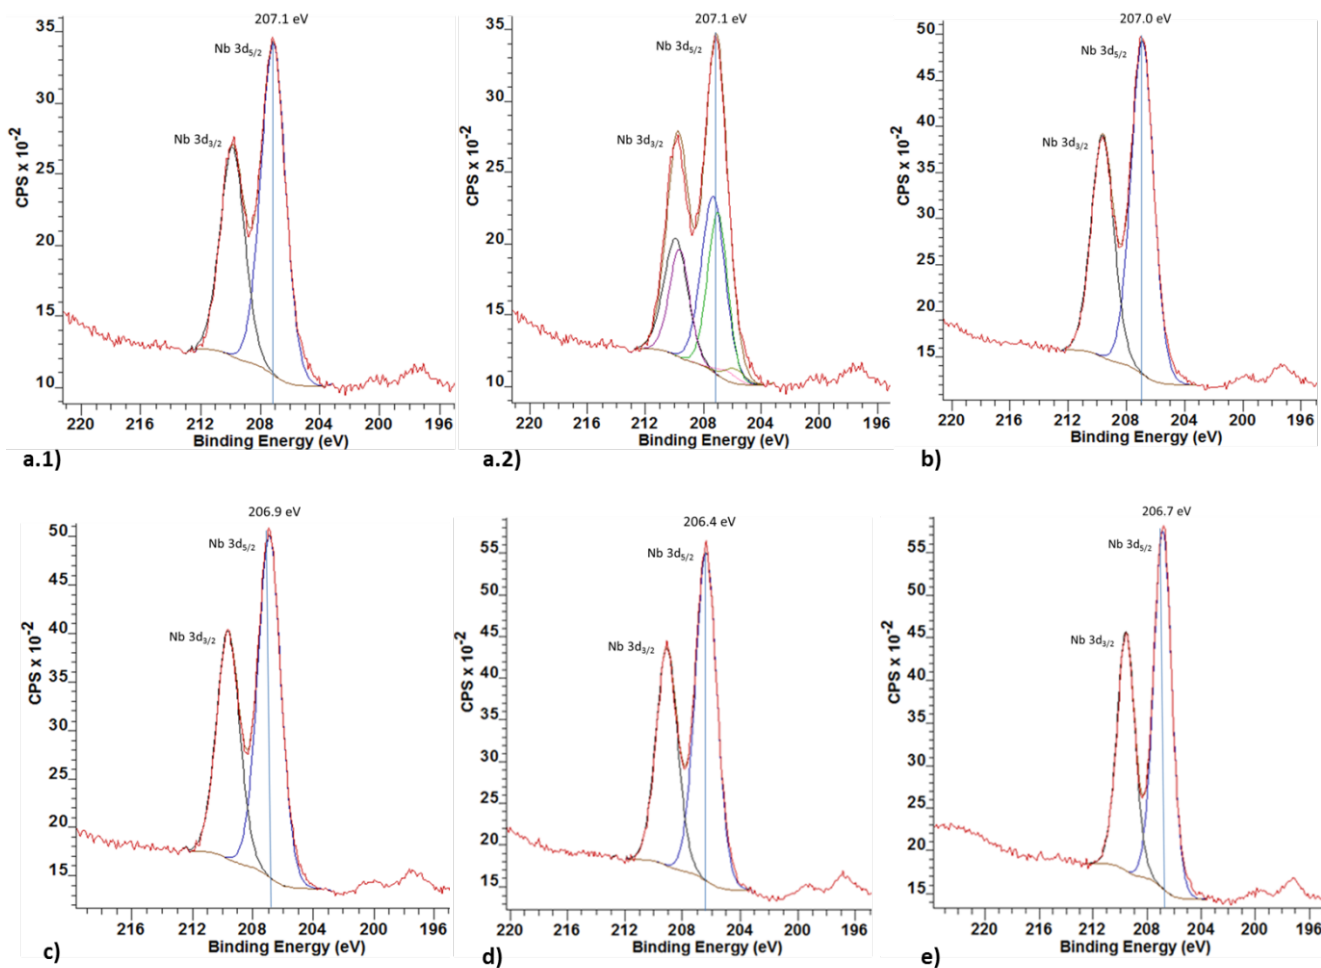 207.1 eV
Nb 3d5/2
Nb 3d3/2
CPS x 10-2
35
30
25
20
15
10
220 216 212 208 204 200 196
Binding Energy (eV)
a.1)
207.1 eV
Nb 3d5/2
Nb 3d3/2
CPS x 10-2
35
30
25
20
15
10
220 216 212 208 204 200 196
Binding Energy (eV)
a.2)
207.0 eV
Nb 3d5/2
Nb 3d3/2
CPS x 10-2
50
45
40
35
30
25
20
15
220 216 212 208 204 200 196
Binding Energy (eV)
b)
206.9 eV
Nb 3d5/2
Nb 3d3/2
CPS x 10-2
50
45
40
35
30
25
20
15
216 212 208 204 200 196
Binding Energy (eV)
c)
206.4 eV
Nb 3d5/2
Nb 3d3/2
CPS x 10-2
55
50
45
40
35
30
25
20
15
220 216 212 208 204 200 196
Binding Energy (eV)
d)
206.7 eV
Nb 3d5/2
Nb 3d3/2
CPS x 10-2
55
50
45
40
35
30
25
20
15
220 216 212 208 204 200 196
Binding Energy (eV)
e)